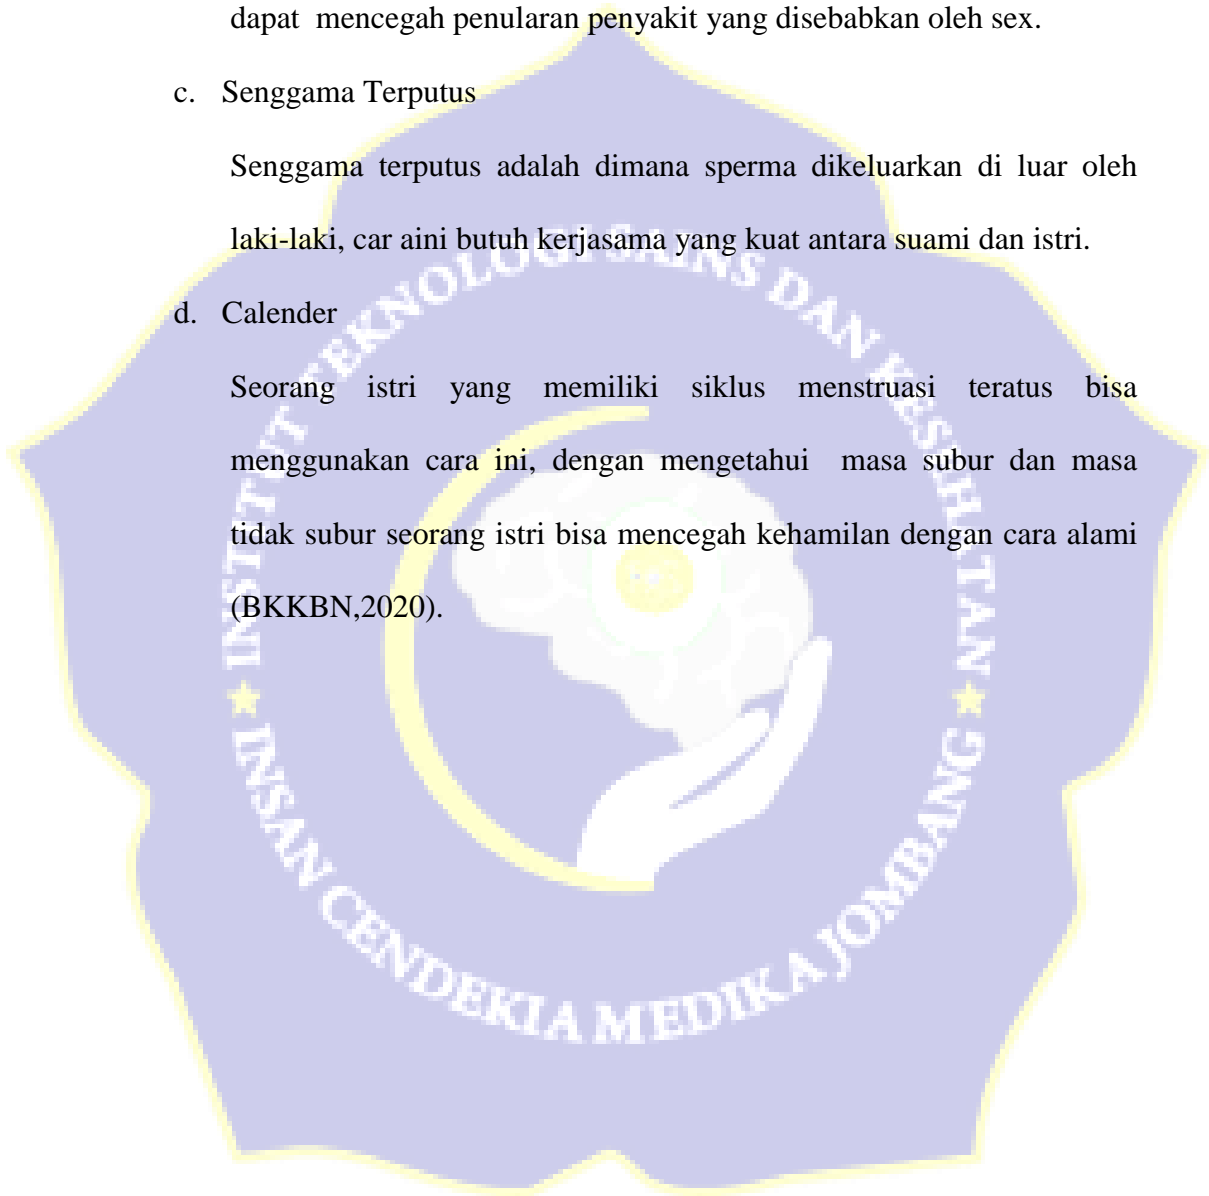 dapat  mencegah penularan penyakit yang disebabkan oleh sex.
c. Senggama Terputus
Senggama terputus adalah dimana sperma dikeluarkan di luar oleh
laki-laki, car aini butuh kerjasama yang kuat antara suami dan istri.
d. Calender
Seorang istri yang memiliki siklus menstruasi teratus bisa
menggunakan cara ini, dengan mengetahui  masa subur dan masa
tidak subur seorang istri bisa mencegah kehamilan dengan cara alami
(BKKBN,2020).
INSTITUT TEKNOLOGI SAINS DAN KESEHATAN
INSAN CENDEKIA MEDIKA JOMBANG